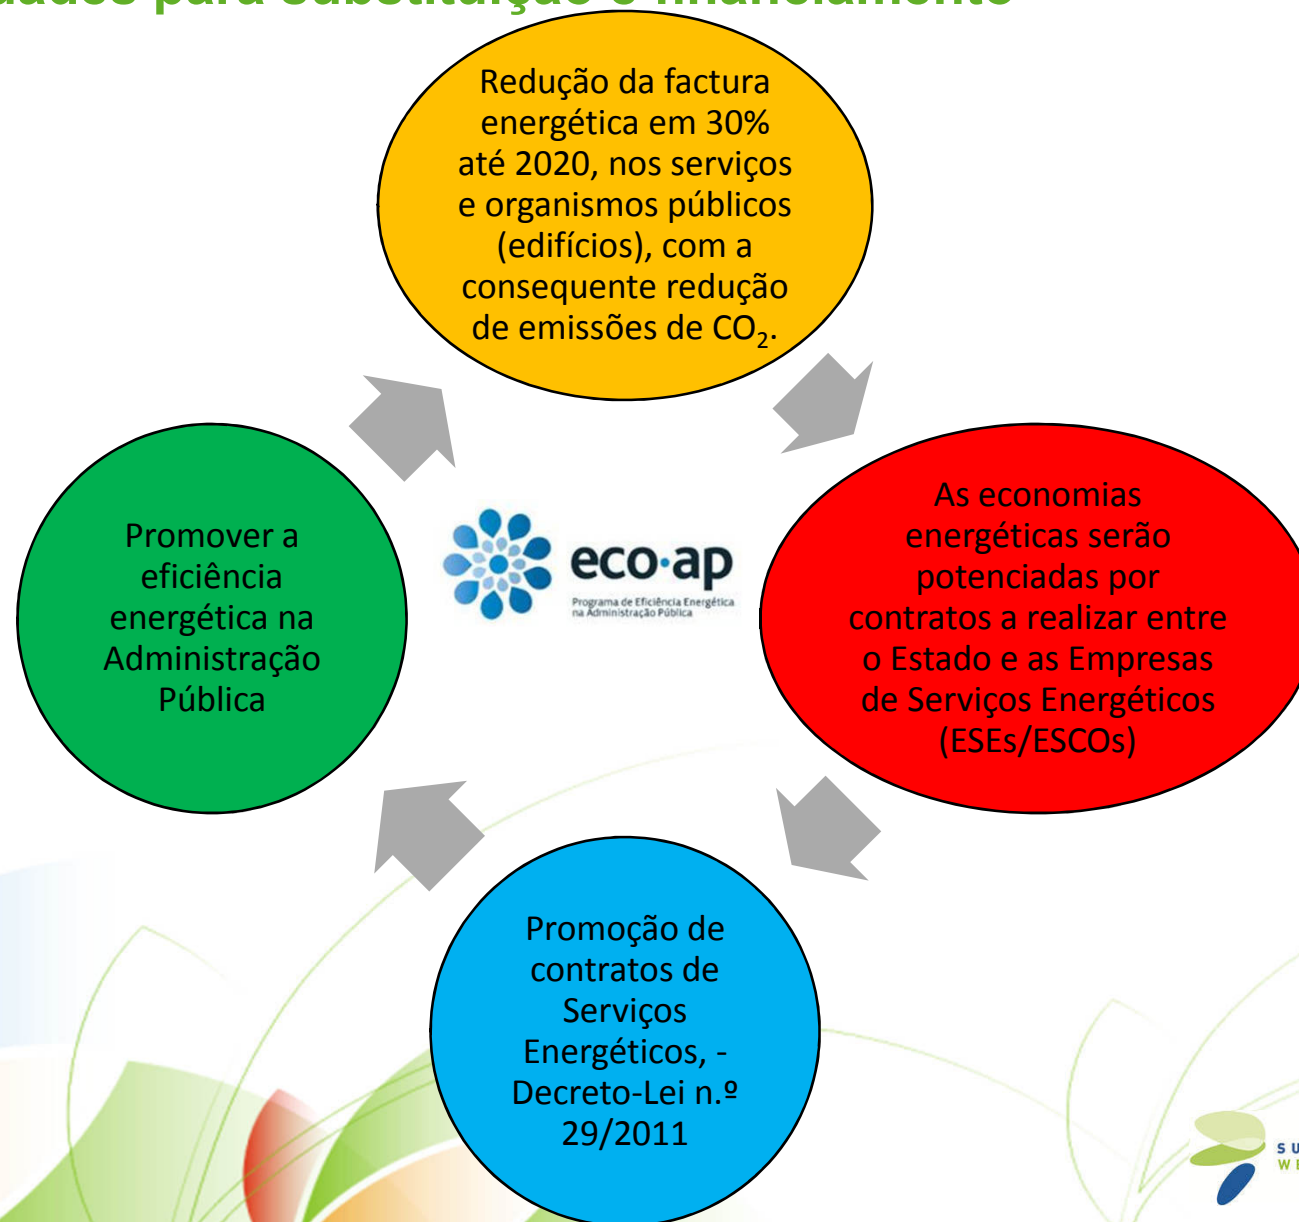 para substituição e financiamento
Redução da factura
energética em 30%
até 2020, nos serviços
e organismos públicos
(edifícios), com a
consequente redução
de emissões de CO₂.
As economias
energéticas serão
potenciadas por
contratos a realizar entre
o Estado e as Empresas
de Serviços Energéticos
(ESEs/ESCOs)
Promover a
eficiência
energética na
Administração
Pública
eco·ap
Programa de Eficiência Energética
na Administração Pública
Promoção de
contratos de
Serviços
Energéticos, -
Decreto-Lei n.º
29/2011